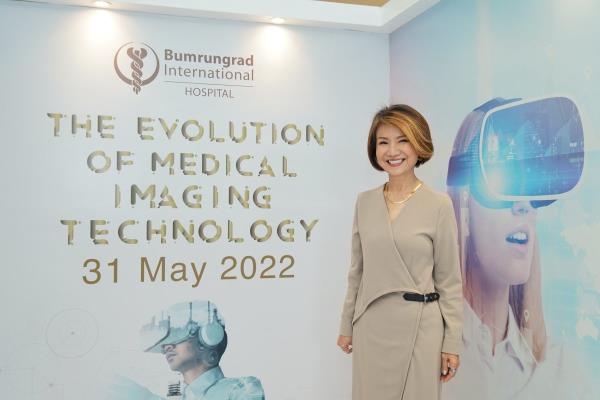 Bumrungrad
International
HOSPITAL
THE EVOLUTION
OF MEDICAL
IMAGING
TECHNOLOGY
31 May 2022